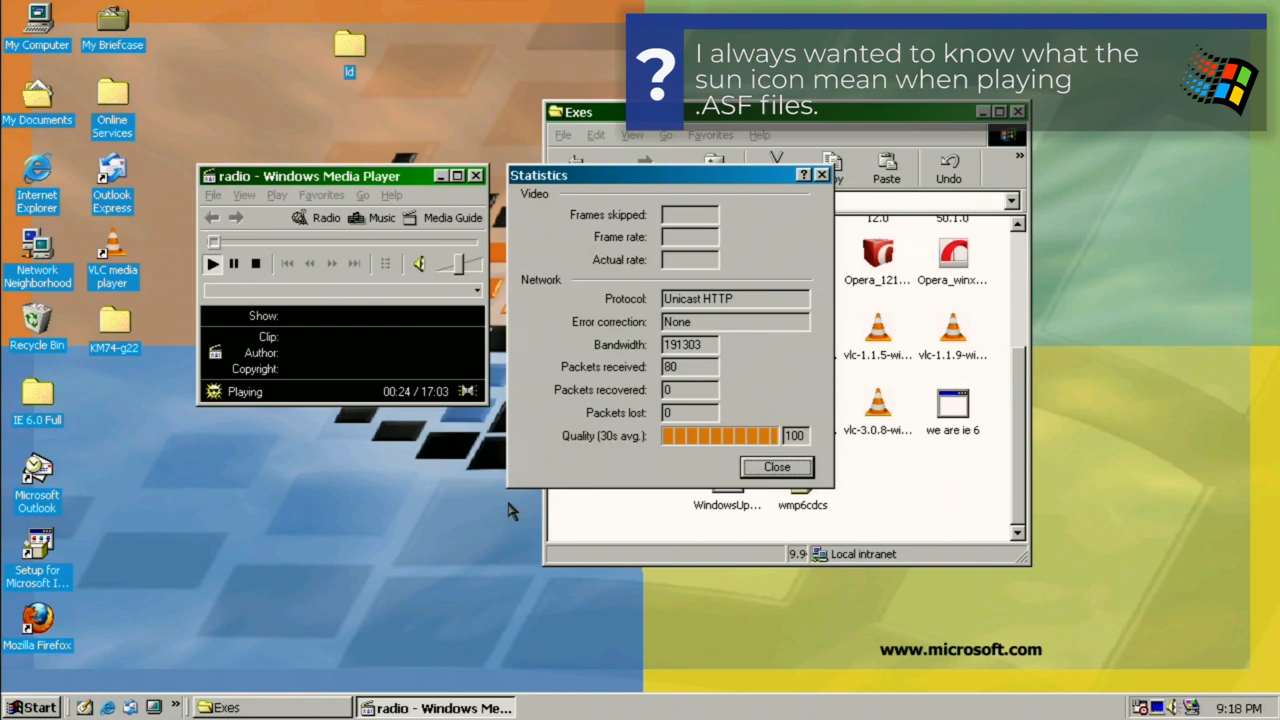 My Computer
My Briefcase
ld
?
I always wanted to know what the
sun icon mean when playing
.ASF files.
Exes
File Edit View Go Favorites Help
My Documents
Online
Services
radio - Windows Media Player
File View Play Favorites Go Help
Statistics
Paste
Undo
Internet
Explorer
Outlook
Express
Radio
Music
Media Guide
Video
Frames skipped:
Frame rate:
Actual rate:
Network
Protocol: Unicast HTTP
Error correction: None
Bandwidth: 191303
Packets received: 80
Packets recovered: 0
Packets lost: 0
Quality (30s avg.): 100
Close
12.0
50.1.0
Opera_121...
Opera_winx...
Network
Neighborhood
VLC media
player
Show:
Clip:
Author:
Copyright:
Playing
00:24 / 17:03
vlc-1.1.5-wi...
vlc-1.1.9-wi...
Recycle Bin
KM74-g22
IE 6.0 Full
vlc-3.0.8-wi...
we are ie 6
Microsoft
Outlook
WindowsUp...
wmp6cdcs
9.9
Local intranet
Setup for
Microsoft I...
Mozilla Firefox
www.microsoft.com
Start
Exes
radio - Windows Me...
9:18 PM